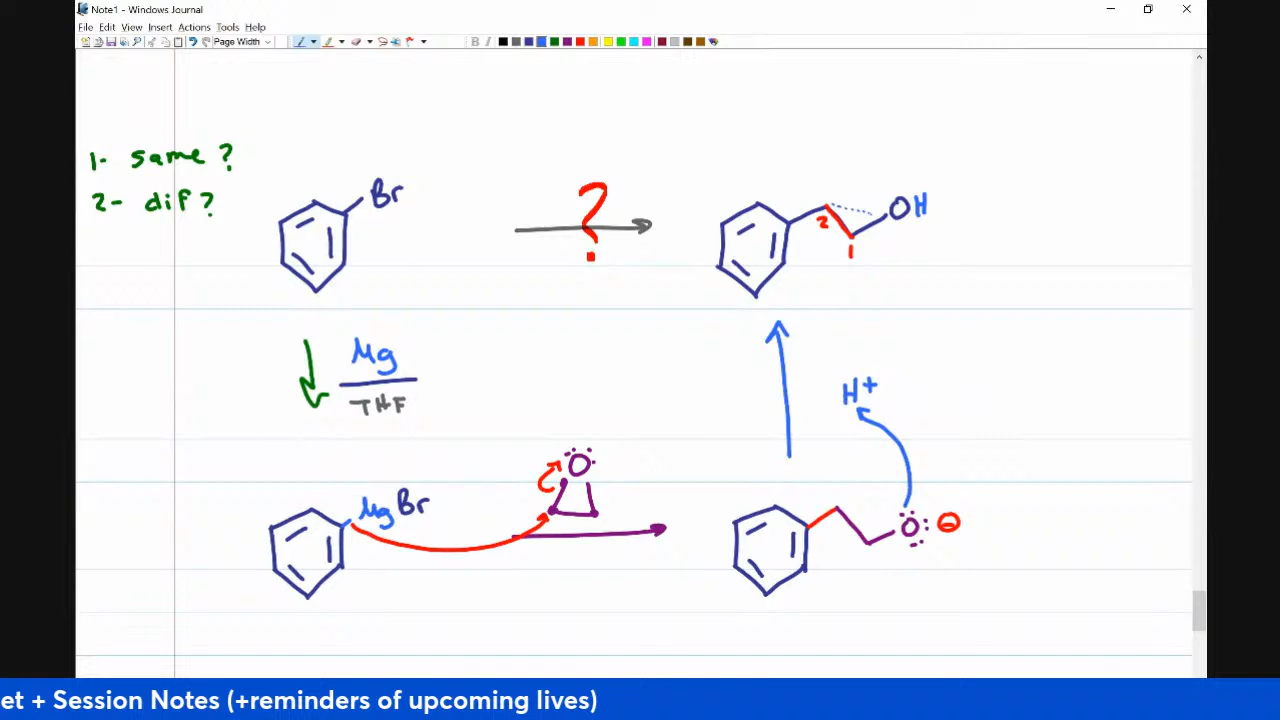 Note1 - Windows Journal
File Edit View Insert Actions Tools Help
Page Width
B I
1- same ?
2- dif ?
Br
?
OH
2
1
Mg
THF
H+
O
MgBr
O
et + Session Notes (+reminders of upcoming lives)